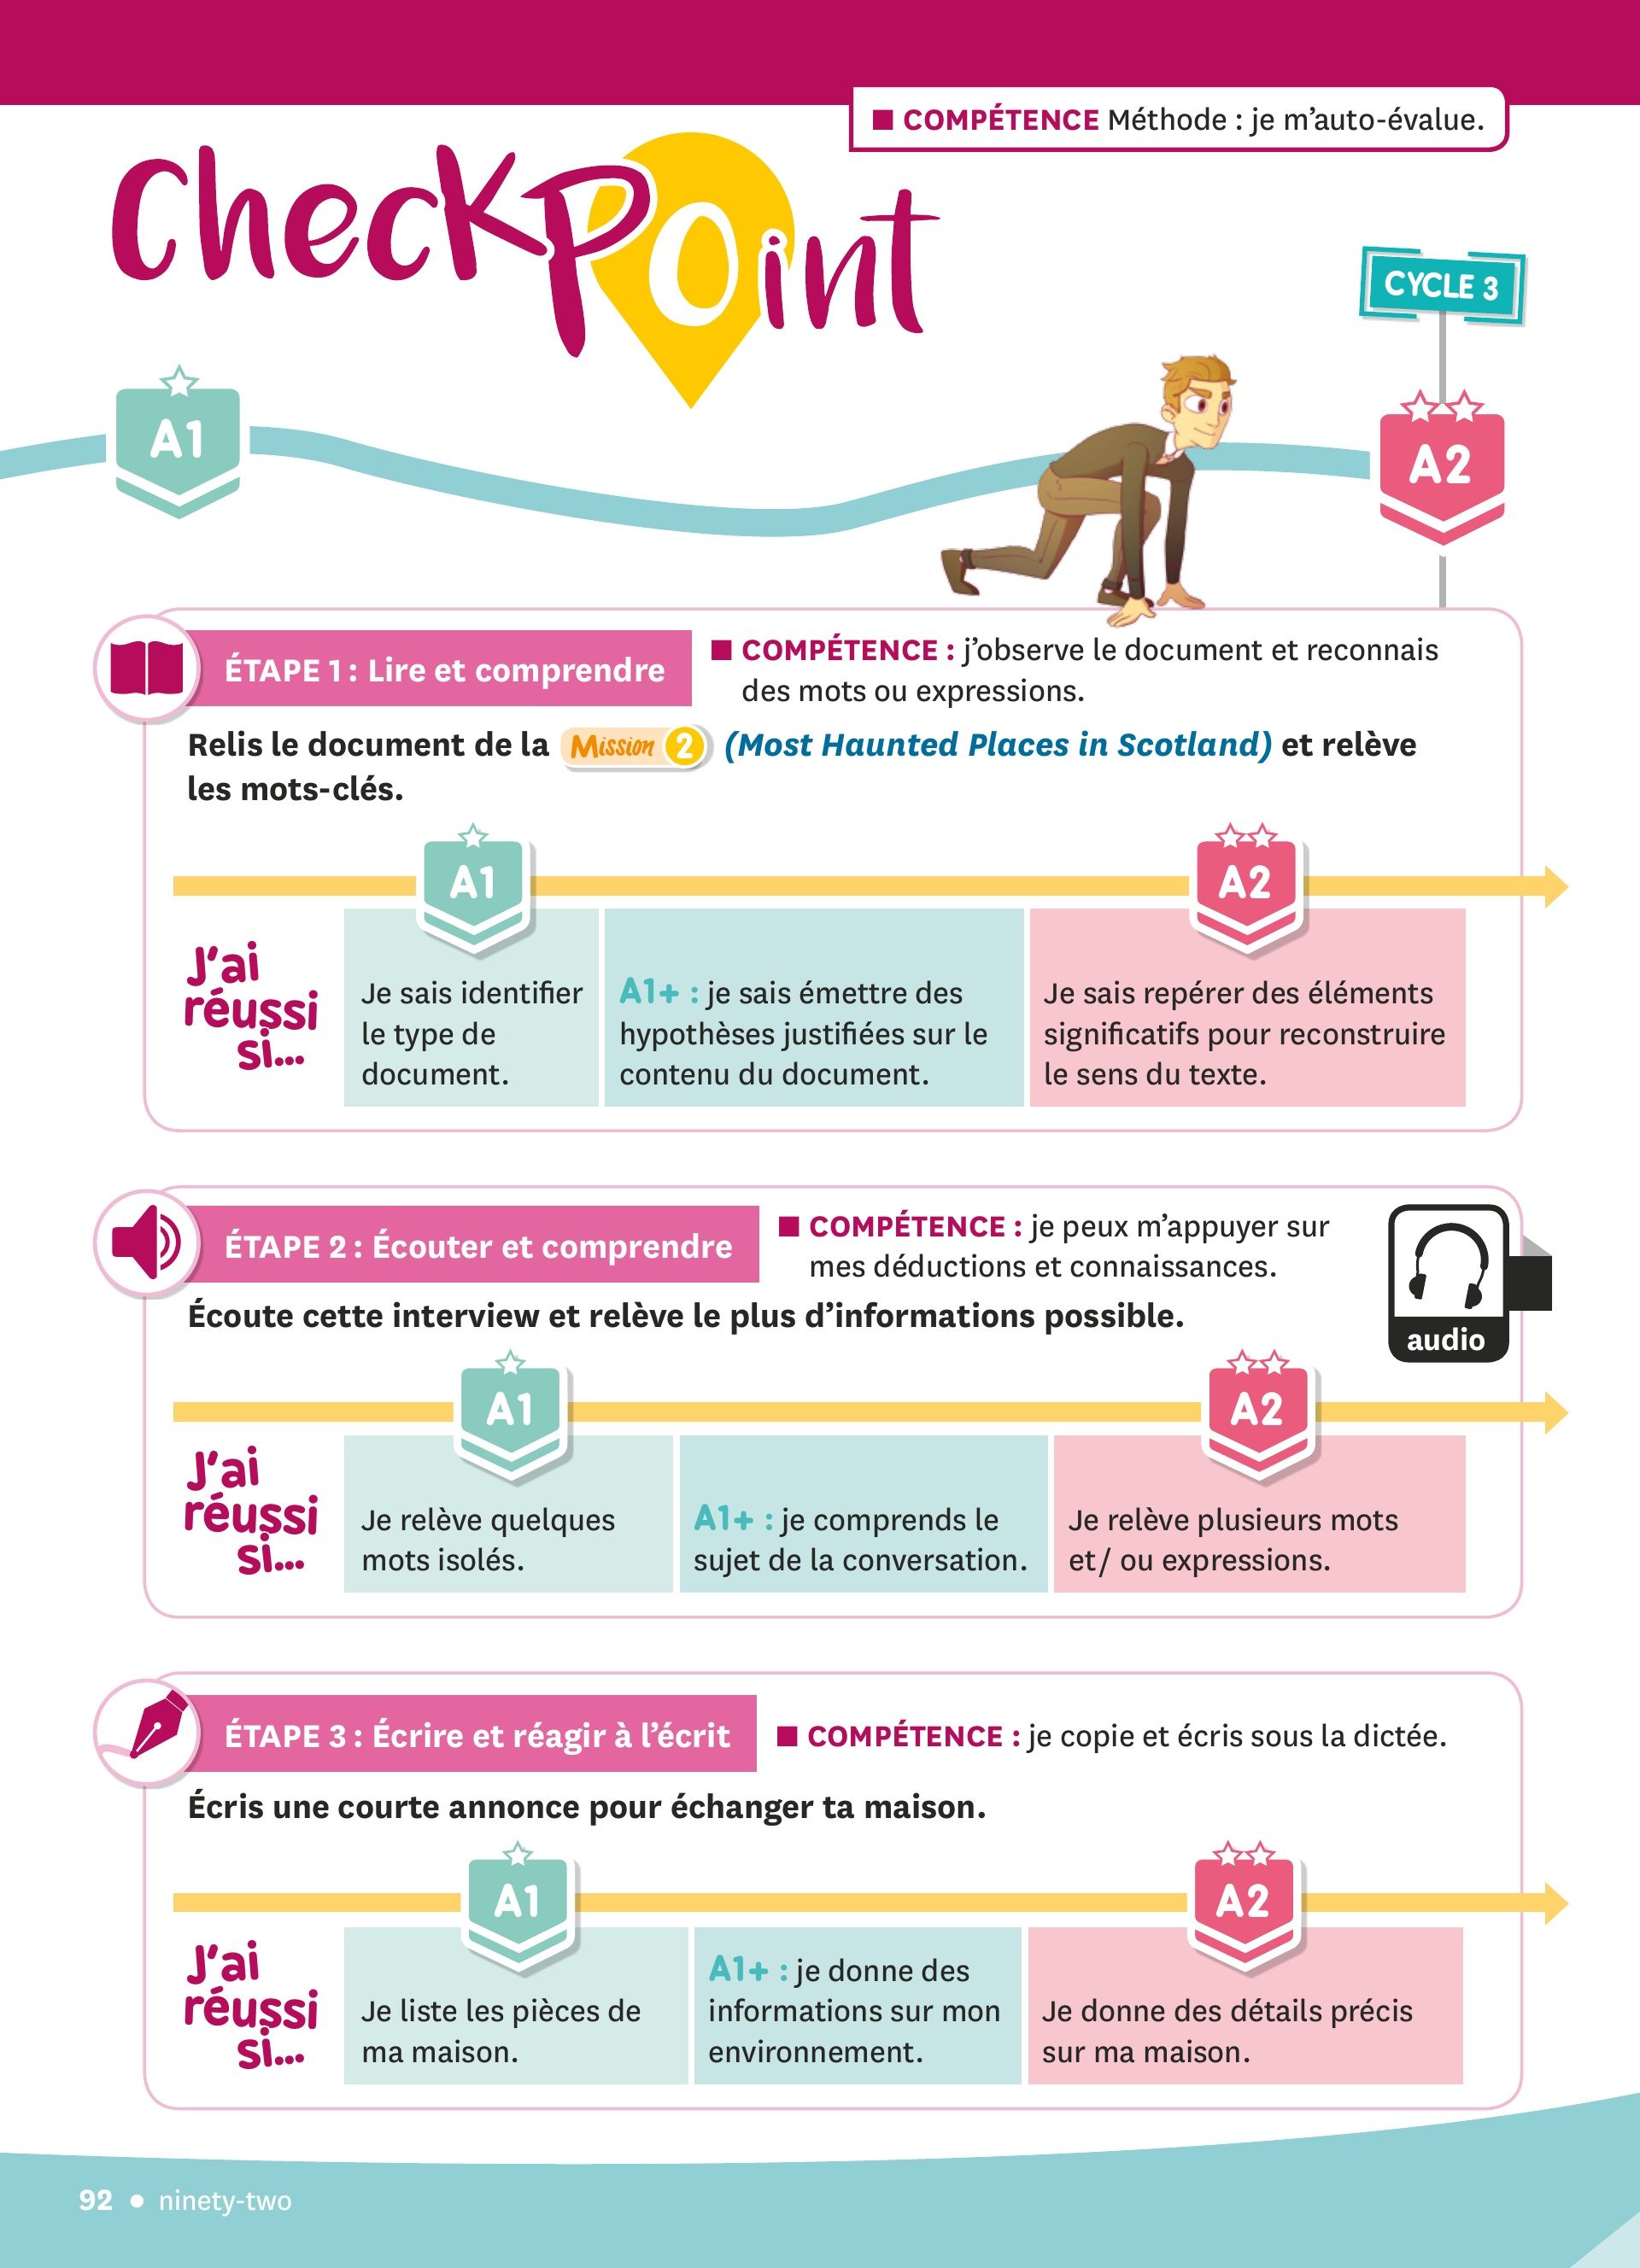 ■ COMPÉTENCE Méthode : je m’auto-évalue.
CheckPoint
CYCLE 3
A1
A2
ÉTAPE 1 : Lire et comprendre
■ COMPÉTENCE : j’observe le document et reconnais
des mots ou expressions.
Relis le document de la Mission 2 (Most Haunted Places in Scotland) et relève
les mots-clés.
A1
A2
J’ai
réussi
si...
Je sais identifier
le type de
document.
A1+ : je sais émettre des
hypothèses justifiées sur le
contenu du document.
Je sais repérer des éléments
significatifs pour reconstruire
le sens du texte.
ÉTAPE 2 : Écouter et comprendre
■ COMPÉTENCE : je peux m’appuyer sur
mes déductions et connaissances.
audio
Écoute cette interview et relève le plus d’informations possible.
A1
A2
J’ai
réussi
si...
Je relève quelques
mots isolés.
A1+ : je comprends le
sujet de la conversation.
Je relève plusieurs mots
et/ ou expressions.
ÉTAPE 3 : Écrire et réagir à l’écrit
■ COMPÉTENCE : je copie et écris sous la dictée.
Écris une courte annonce pour échanger ta maison.
A1
A2
J’ai
réussi
si...
Je liste les pièces de
ma maison.
A1+ : je donne des
informations sur mon
environnement.
Je donne des détails précis
sur ma maison.
92 • ninety-two